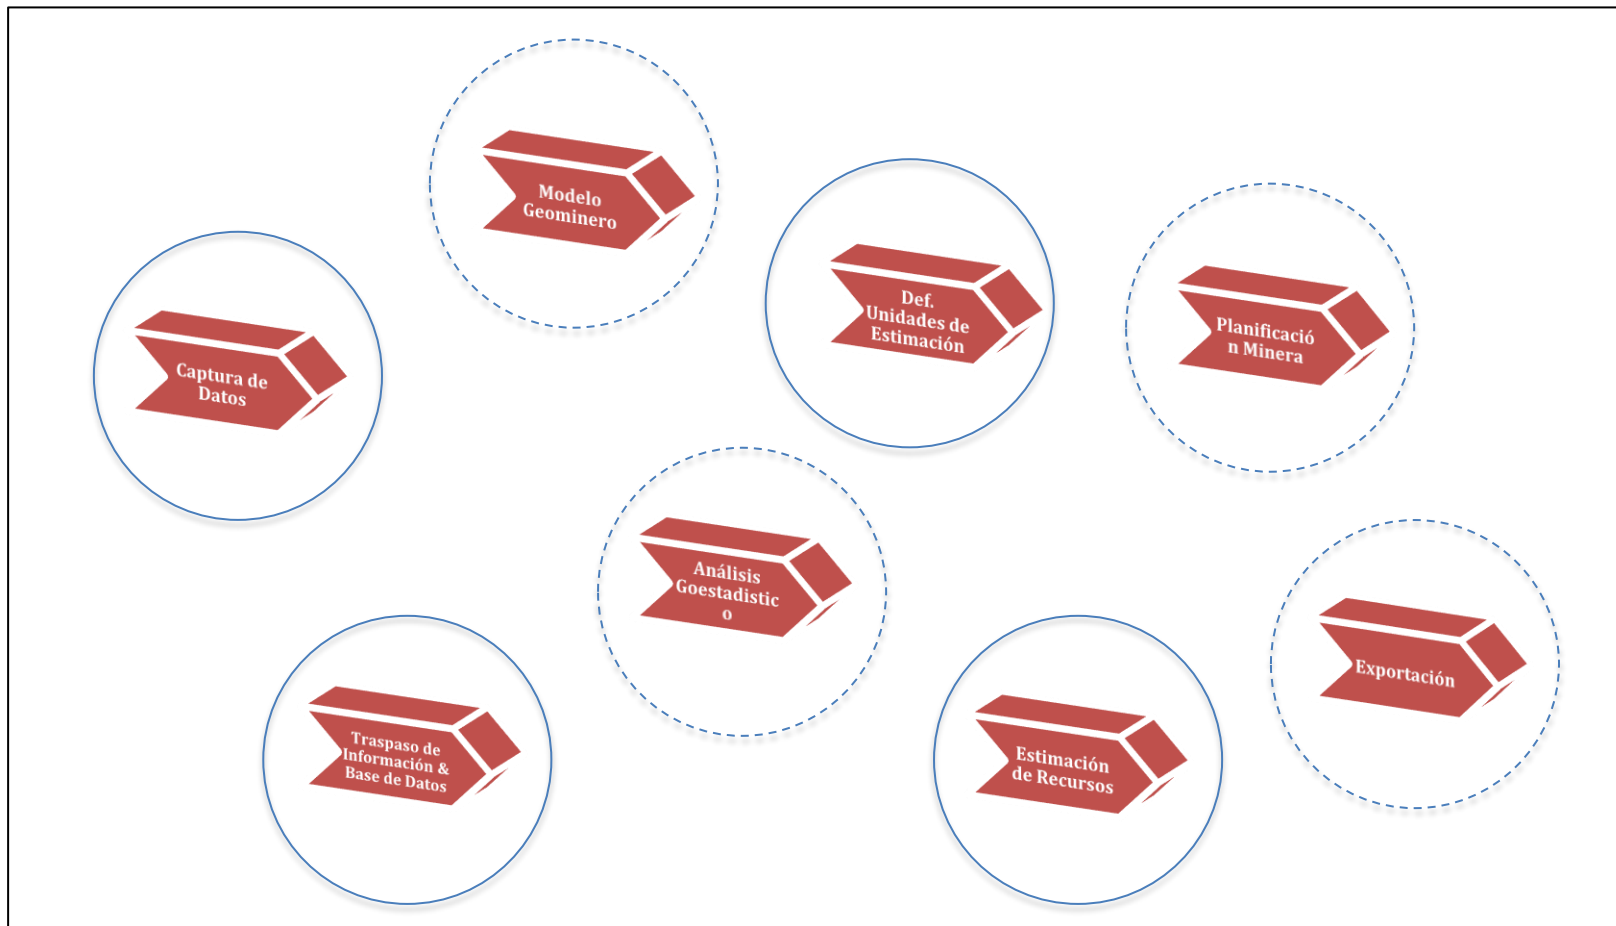 Modelo
Geominero
Def.
Unidades de
Estimación
Planificació
n Minera
Captura de
Datos
Análisis
Goestadistic
o
Exportación
Traspaso de
Información &
Base de Datos
Estimación
de Recursos